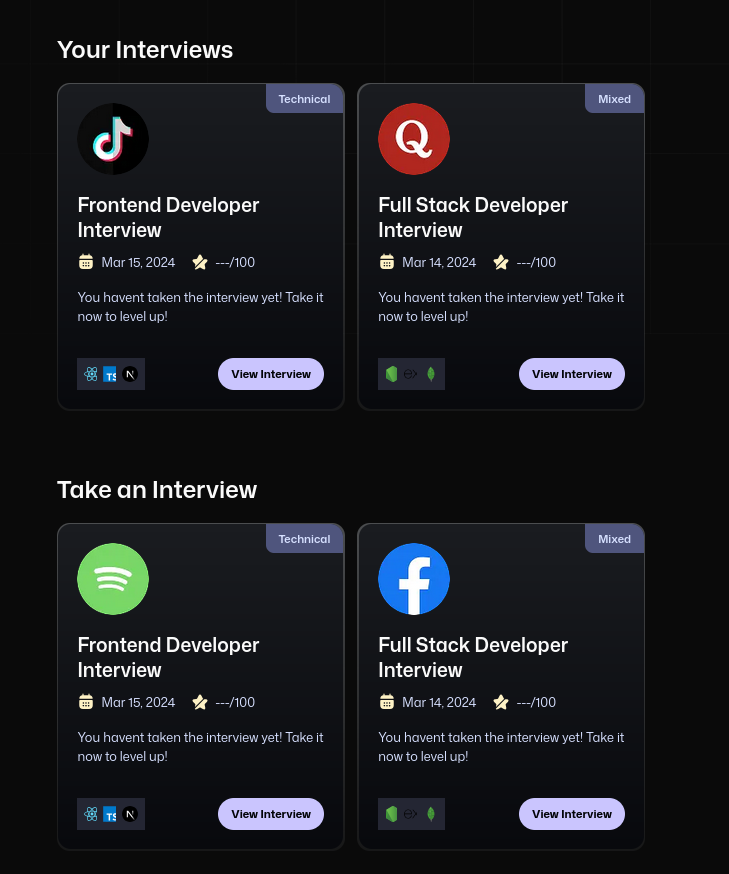 Your Interviews
Technical
Frontend Developer
Interview
Mar 15, 2024 ---/100
You havent taken the interview yet! Take it
now to level up!
TS N
View Interview
Mixed
Q
Full Stack Developer
Interview
Mar 14, 2024 ---/100
You havent taken the interview yet! Take it
now to level up!
View Interview
Take an Interview
Technical
Frontend Developer
Interview
Mar 15, 2024 ---/100
You havent taken the interview yet! Take it
now to level up!
TS N
View Interview
Mixed
f
Full Stack Developer
Interview
Mar 14, 2024 ---/100
You havent taken the interview yet! Take it
now to level up!
View Interview